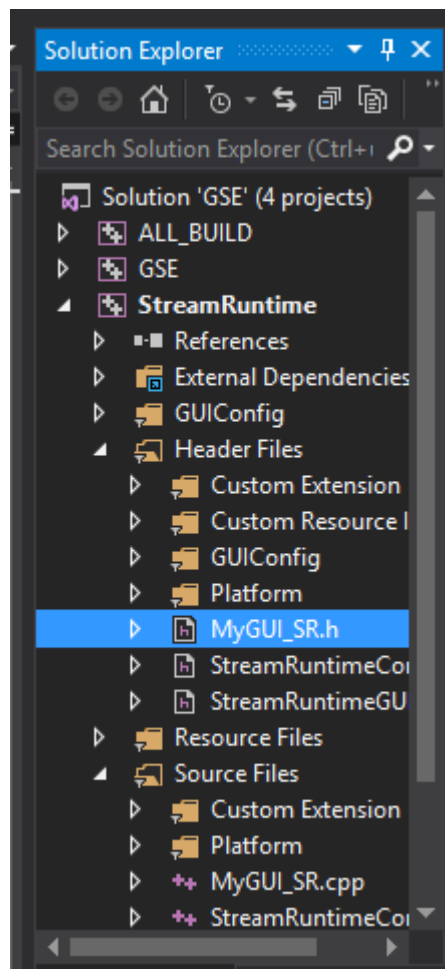 Solution Explorer
Search Solution Explorer (Ctrl+
Solution 'GSE' (4 projects)
ALL_BUILD
GSE
StreamRuntime
References
External Dependencies
GUIConfig
Header Files
Custom Extension
Custom Resource
GUIConfig
Platform
MyGUI_SR.h
StreamRuntimeCo
StreamRuntimeGU
Resource Files
Source Files
Custom Extension
Platform
MyGUI_SR.cpp
StreamRuntimeCo